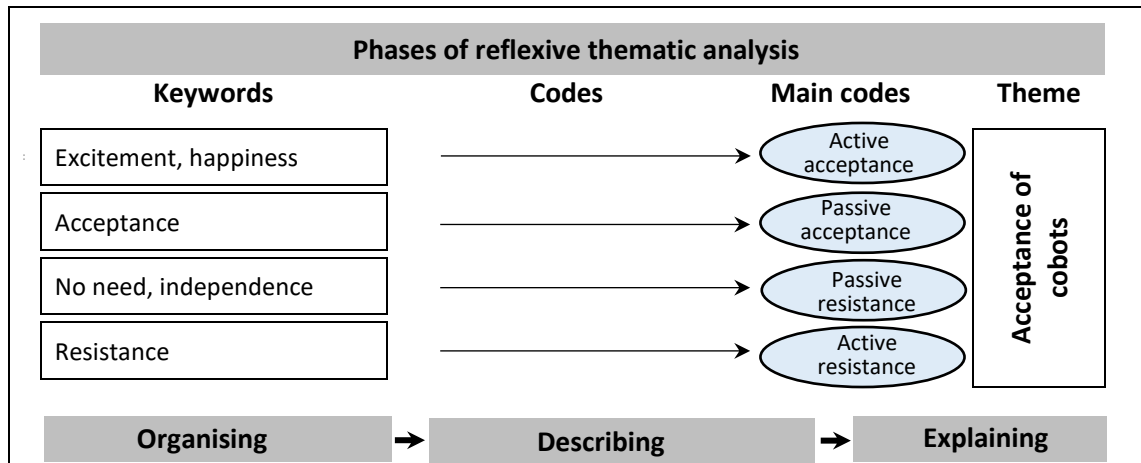 Phases of reflexive thematic analysis
Keywords Codes Main codes Theme
Excitement, happiness
Active
acceptance
Acceptance
Passive
acceptance
No need, independence
Passive
resistance
Resistance
Active
resistance
Acceptance of
cobots
Organising Describing Explaining